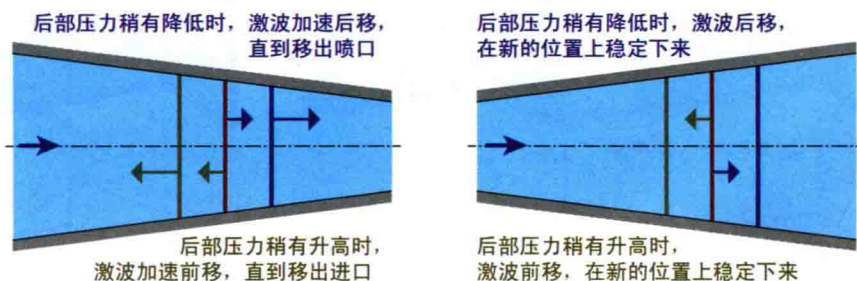 后部压力稍有降低时，激波加速后移，
直到移出喷口
后部压力稍有升高时，
激波加速前移，直到移出进口
后部压力稍有降低时，激波后移，
在新的位置上稳定下来
后部压力稍有升高时，
激波前移，在新的位置上稳定下来